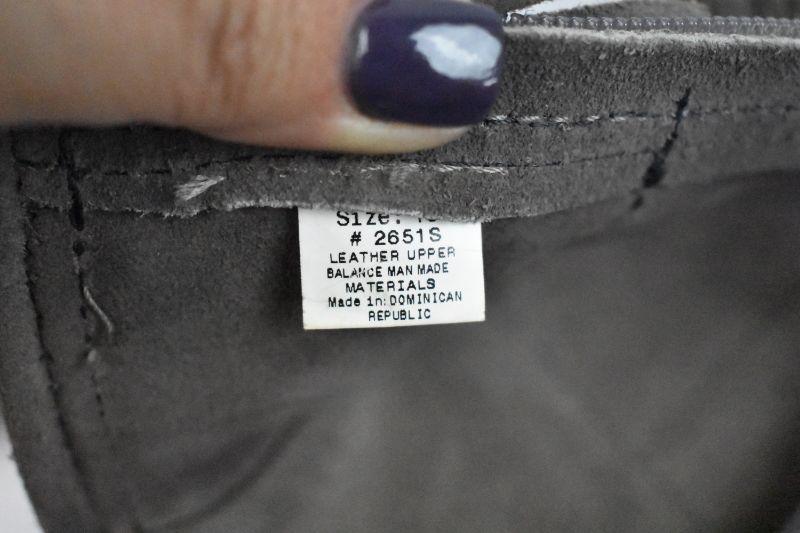 Size:
# 2651S
LEATHER UPPER
BALANCE MAN MADE
MATERIALS
Made in: DOMINICAN
REPUBLIC